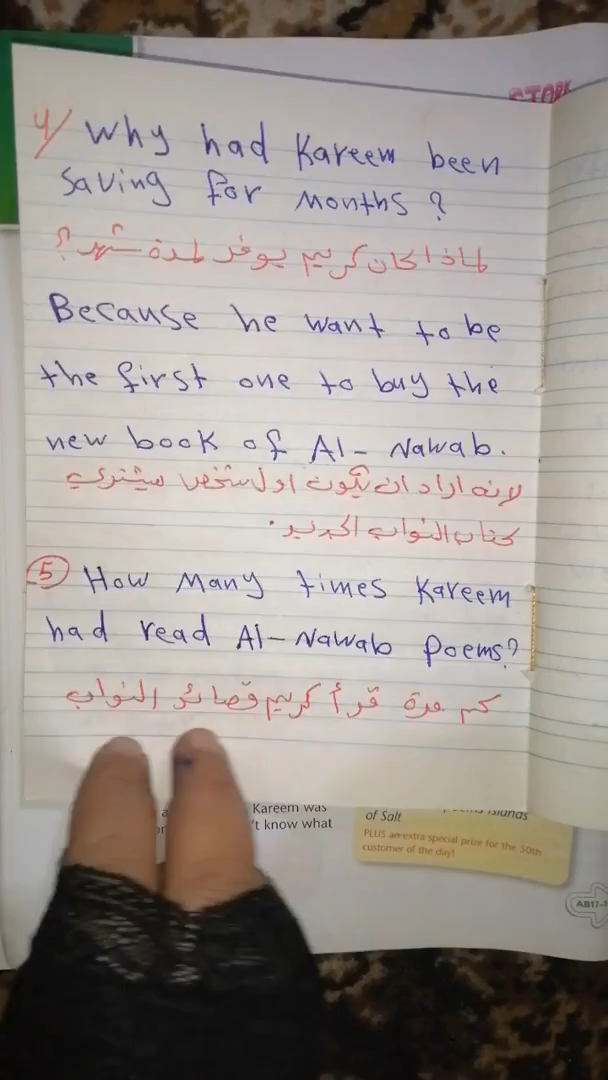 4/ Why had Kareem been
saving for months?
لماذا كان كريم يوفر لمدة شهر؟
Because he want to be
the first one to buy the
new book of Al-Nawab.
لانه اراد ان يكون اول شخص سيشتري
كتاب النواب الجديد.
5 How many times Kareem
had read Al-Nawab Poems?
كم مرة قرأ كريم قصائد النواب
Kareem was
't know what
of Salt
PLUS an extra special prize for the 50th
customer of the day!